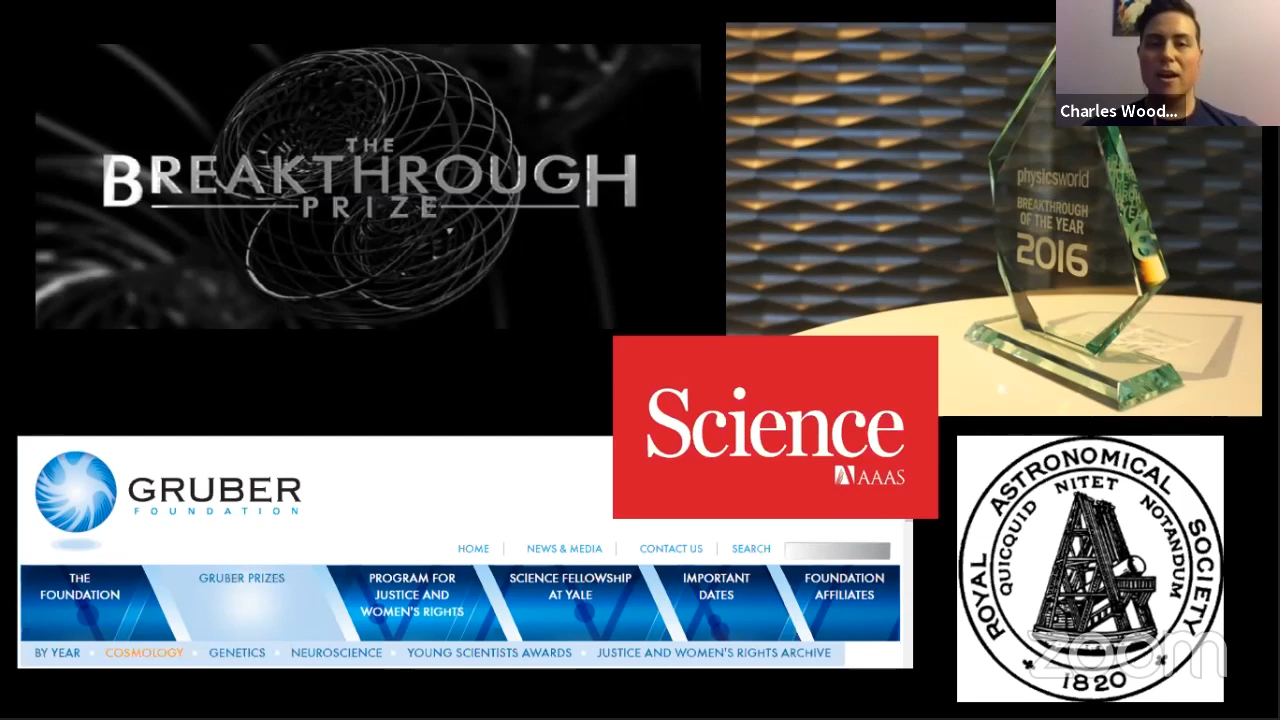 THE
BREAKTHROUGH
PRIZE
physicsworld
BREAKTHROUGH
OF THE YEAR
2016
Charles Wood...
Science
AAAS
GRUBER
FOUNDATION
HOME NEWS & MEDIA CONTACT US SEARCH
THE
FOUNDATION
GRUBER PRIZES
PROGRAM FOR
JUSTICE AND
WOMEN'S RIGHTS
SCIENCE FELLOWSHIP
AT YALE
IMPORTANT
DATES
FOUNDATION
AFFILIATES
BY YEAR COSMOLOGY GENETICS NEUROSCIENCE YOUNG SCIENTISTS AWARDS JUSTICE AND WOMEN'S RIGHTS ARCHIVE
ROYAL ASTRONOMICAL SOCIETY
QUICQUID NITET NOTANDUM
1820
zoom